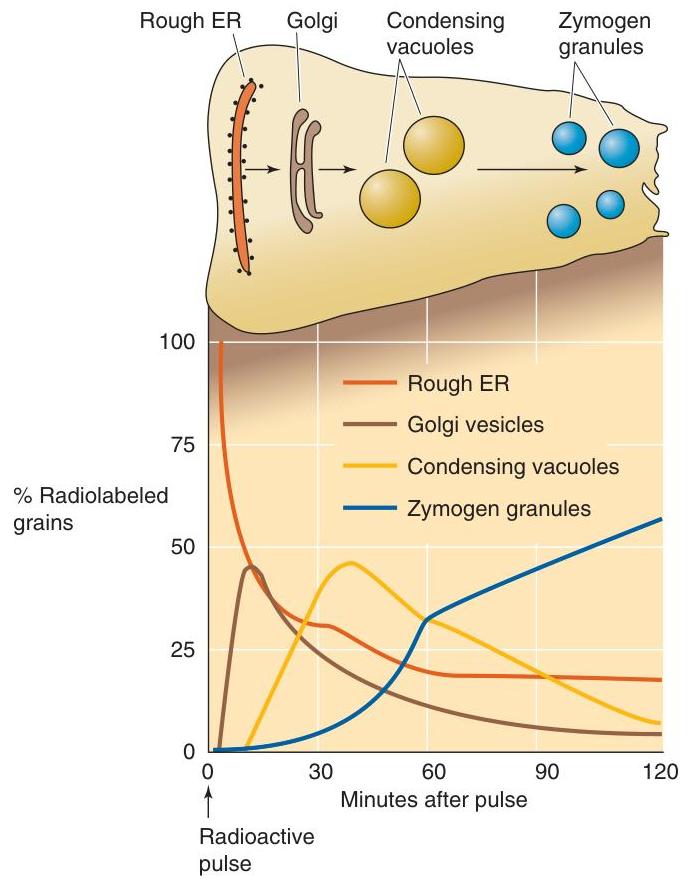 Rough ER
Golgi
Condensing
vacuoles
Zymogen
granules
100
75
50
25
0
% Radiolabeled
grains
Rough ER
Golgi vesicles
Condensing vacuoles
Zymogen granules
0
30
60
90
120
Minutes after pulse
Radioactive
pulse